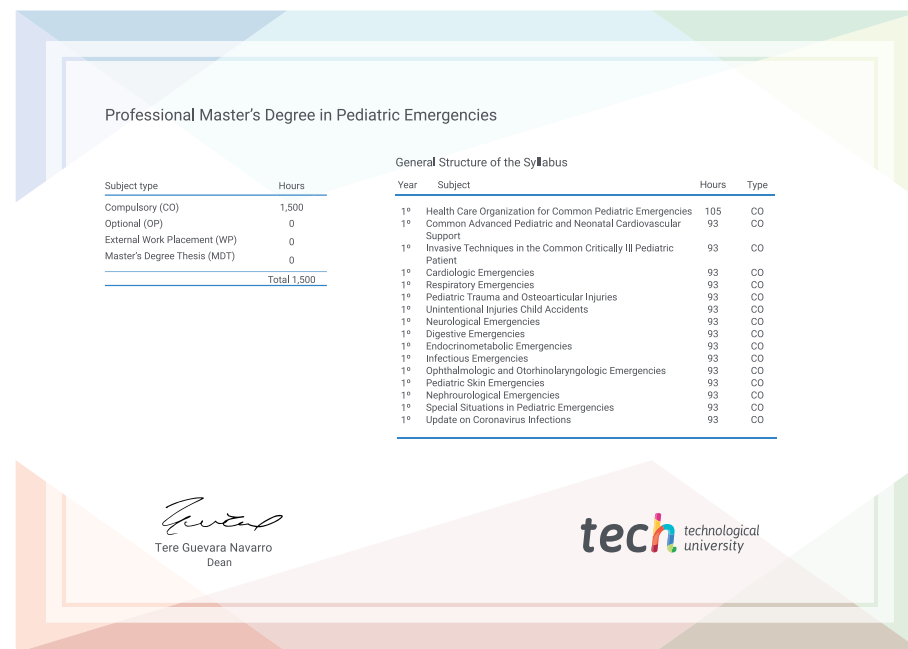 Professional Master's Degree in Pediatric Emergencies
Subject type Hours
Compulsory (CO) 1,500
Optional (OP) 0
External Work Placement (WP) 0
Master's Degree Thesis (MDT) 0
Total 1,500
General Structure of the Syllabus
Year Subject Hours Type
1º Health Care Organization for Common Pediatric Emergencies 105 CO
1º Common Advanced Pediatric and Neonatal Cardiovascular 93 CO
Support
1º Invasive Techniques in the Common Critically Ill Pediatric 93 CO
Patient
1º Cardiologic Emergencies 93 CO
1º Respiratory Emergencies 93 CO
1º Pediatric Trauma and Osteoarticular Injuries 93 CO
1º Unintentional Injuries Child Accidents 93 CO
1º Neurological Emergencies 93 CO
1º Digestive Emergencies 93 CO
1º Endocrinometabolic Emergencies 93 CO
1º Infectious Emergencies 93 CO
1º Ophthalmologic and Otorhinolaryngologic Emergencies 93 CO
1º Pediatric Skin Emergencies 93 CO
1º Nephrourological Emergencies 93 CO
1º Special Situations in Pediatric Emergencies 93 CO
1º Update on Coronavirus Infections 93 CO
Tere Guevara Navarro
Dean
tech technological
university